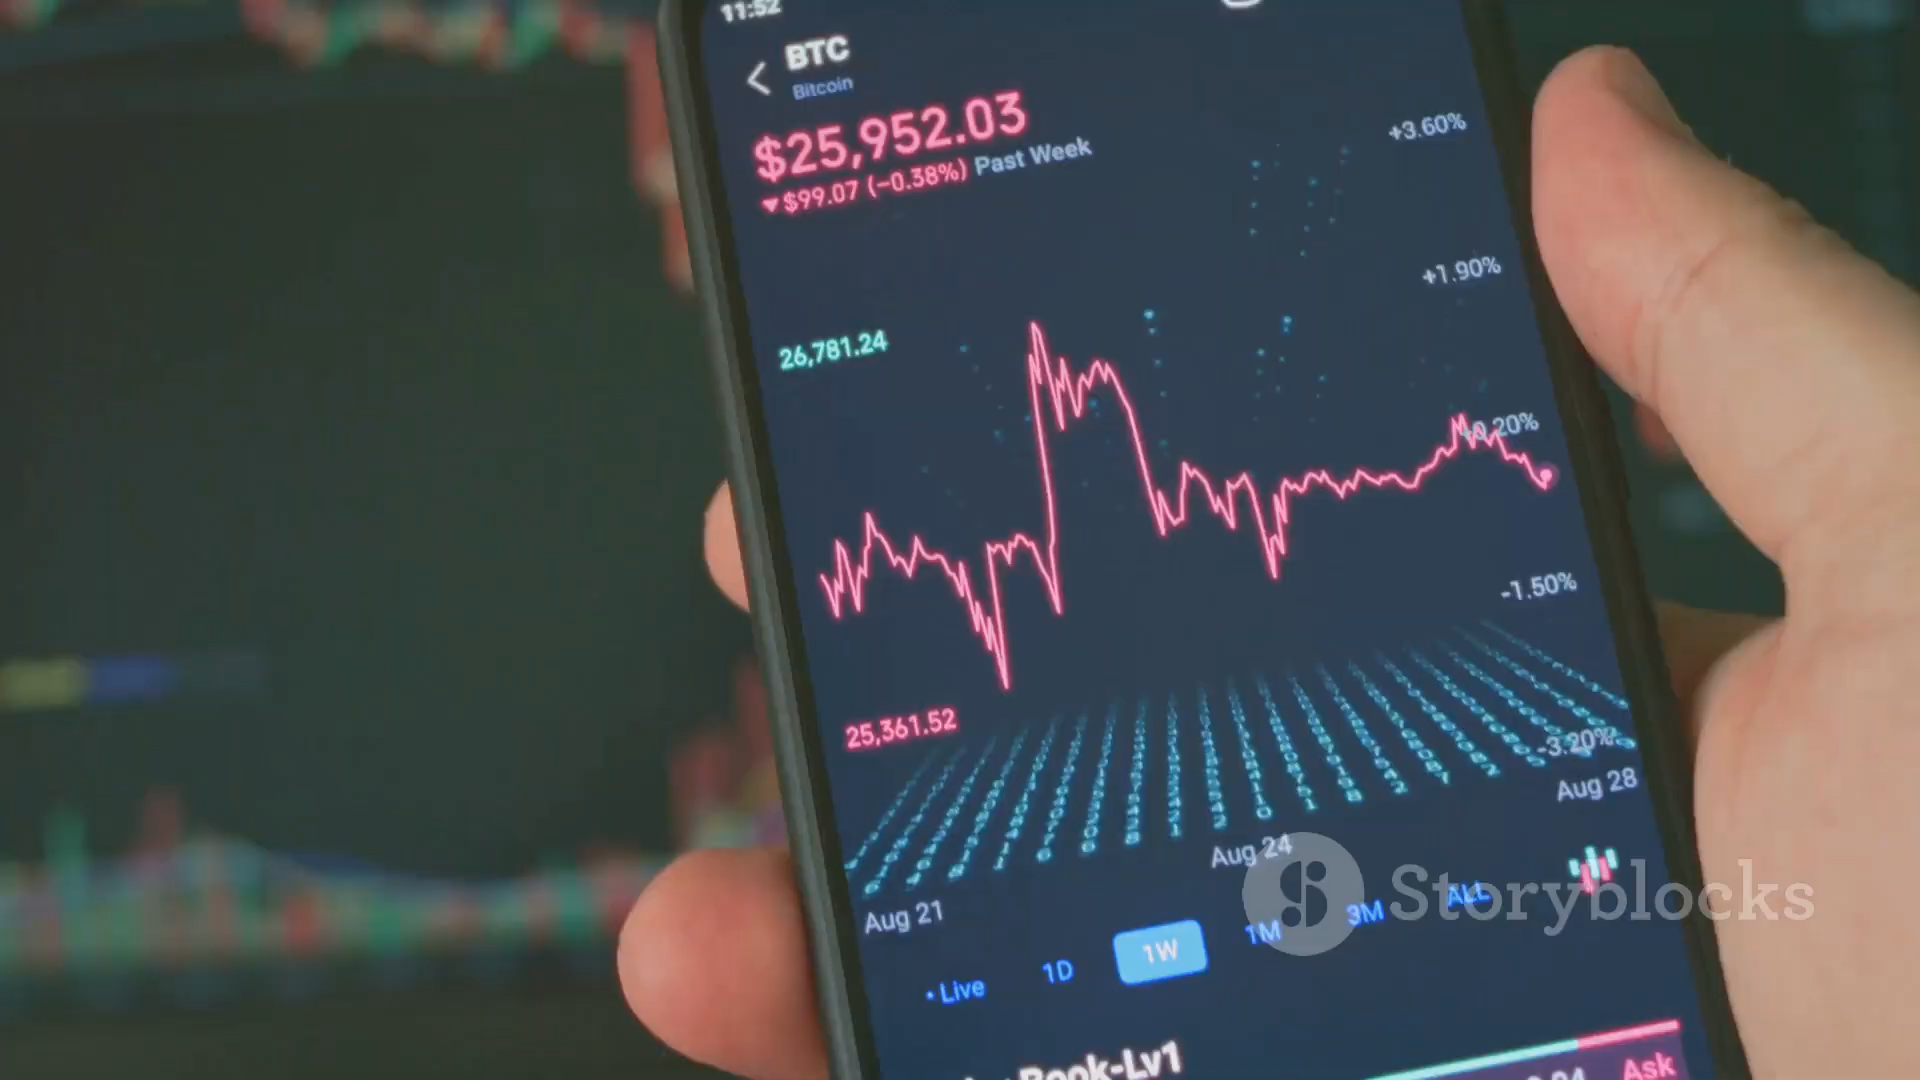 11:52
BTC
Bitcoin
$25,952.03
▼$99.07 (−0.38%) Past Week
+3.60%
+1.90%
26,781.24
0.20%
-1.50%
25,361.52
-3.20%
Aug 21
Aug 24
Aug 28
• Live
1D
1W
1M
3M
ALL
Storyblocks
Book-Lv1
Ask